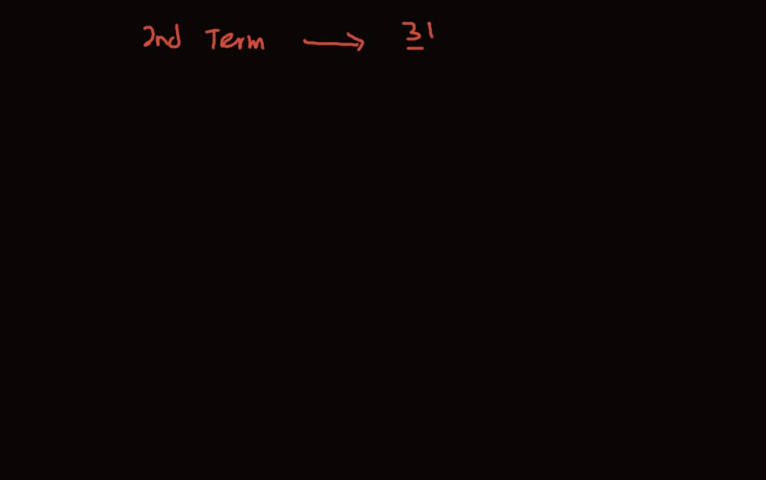 2nd Term → 31